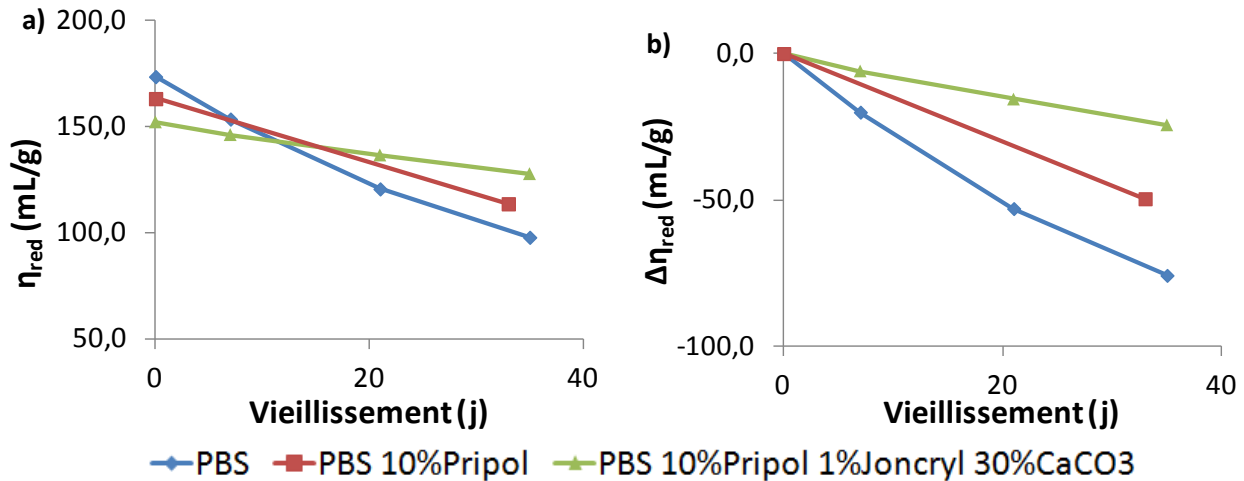 a)
200,0
150,0
100,0
50,0
ηred (mL/g)
0
20
40
Vieillissement (j)
b)
0,0
-50,0
-100,0
Δηred (mL/g)
0
20
40
Vieillissement (j)
PBS
PBS 10%Pripol
PBS 10%Pripol 1%Joncryl 30%CaCO3